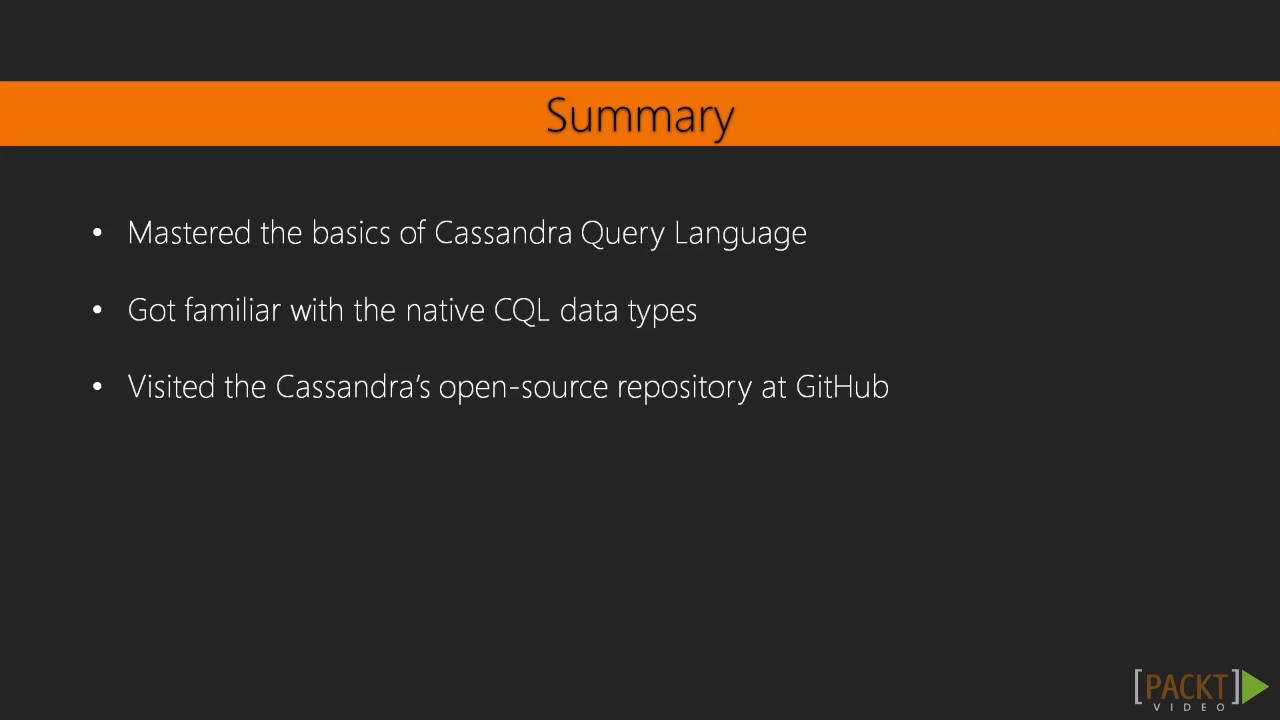 Summary
• Mastered the basics of Cassandra Query Language
• Got familiar with the native CQL data types
• Visited the Cassandra’s open-source repository at GitHub
[PACKT]
VIDEO